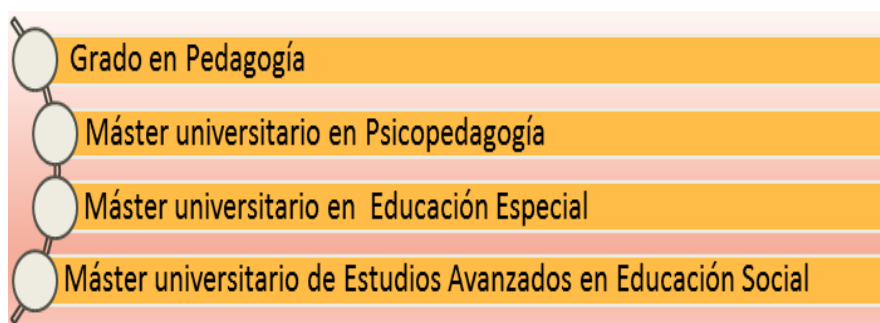 Grado en Pedagogía
Máster universitario en Psicopedagogía
Máster universitario en Educación Especial
Máster universitario de Estudios Avanzados en Educación Social